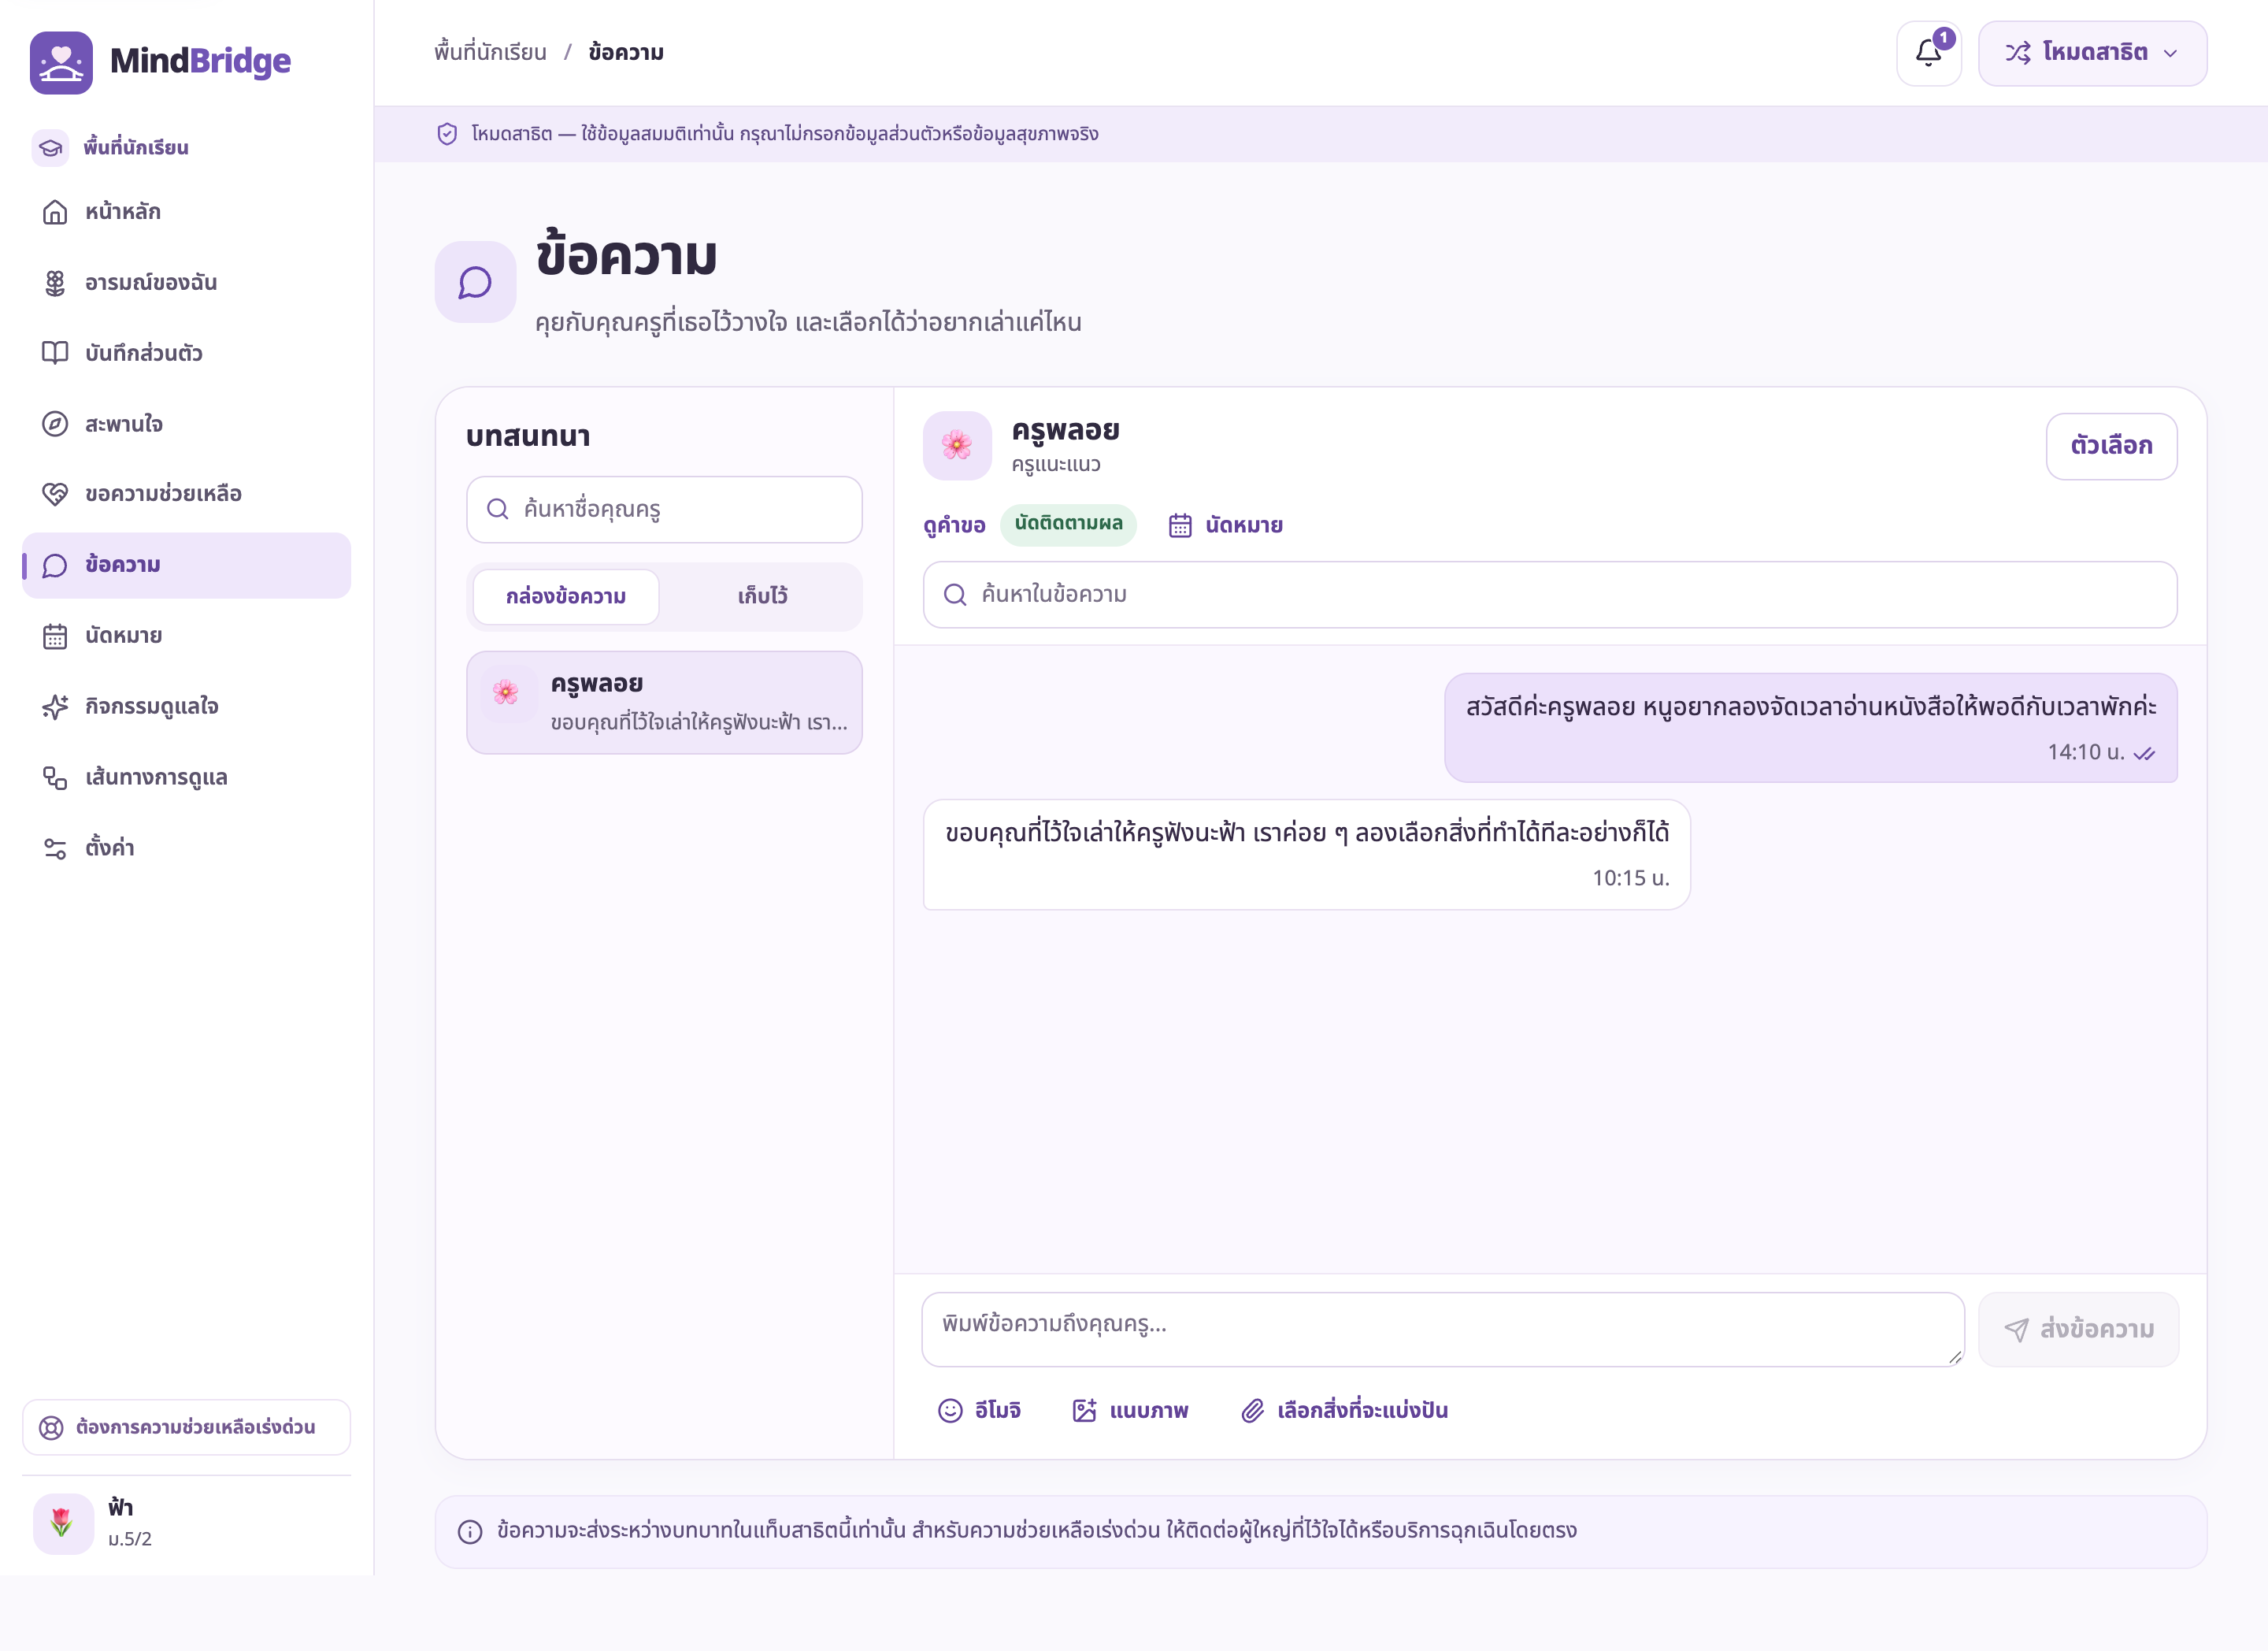 MindBridge
พื้นที่นักเรียน
หน้าหลัก
อารมณ์ของฉัน
บันทึกส่วนตัว
สะพานใจ
ขอความช่วยเหลือ
ข้อความ
นัดหมาย
กิจกรรมดูแลใจ
เส้นทางการดูแล
ตั้งค่า
ต้องการความช่วยเหลือเร่งด่วน
ฟ้า
ม.5/2
พื้นที่นักเรียน / ข้อความ
1
โหมดสาธิต
โหมดสาธิต — ใช้ข้อมูลสมมติเท่านั้น กรุณาไม่กรอกข้อมูลส่วนตัวหรือข้อมูลสุขภาพจริง
ข้อความ
คุยกับคุณครูที่เธอไว้วางใจ และเลือกได้ว่าอยากเล่าแค่ไหน
บทสนทนา
ค้นหาชื่อคุณครู
กล่องข้อความ เก็บไว้
ครูพลอย
ขอบคุณที่ไว้ใจเล่าให้ครูฟังนะฟ้า เรา...
ครูพลอย
ครูแนะแนว
ตัวเลือก
ดูคำขอ นัดติดตามผล นัดหมาย
ค้นหาในข้อความ
สวัสดีค่ะครูพลอย หนูอยากลองจัดเวลาอ่านหนังสือให้พอดีกับเวลาพักค่ะ
14:10 น.
ขอบคุณที่ไว้ใจเล่าให้ครูฟังนะฟ้า เราค่อย ๆ ลองเลือกสิ่งที่ทำได้ทีละอย่างก็ได้
10:15 น.
พิมพ์ข้อความถึงคุณครู...
ส่งข้อความ
อีโมจิ แนบภาพ เลือกสิ่งที่จะแบ่งปัน
ข้อความจะส่งระหว่างบทบาทในแท็บสาธิตนี้เท่านั้น สำหรับความช่วยเหลือเร่งด่วน ให้ติดต่อผู้ใหญ่ที่ไว้ใจได้หรือบริการฉุกเฉินโดยตรง